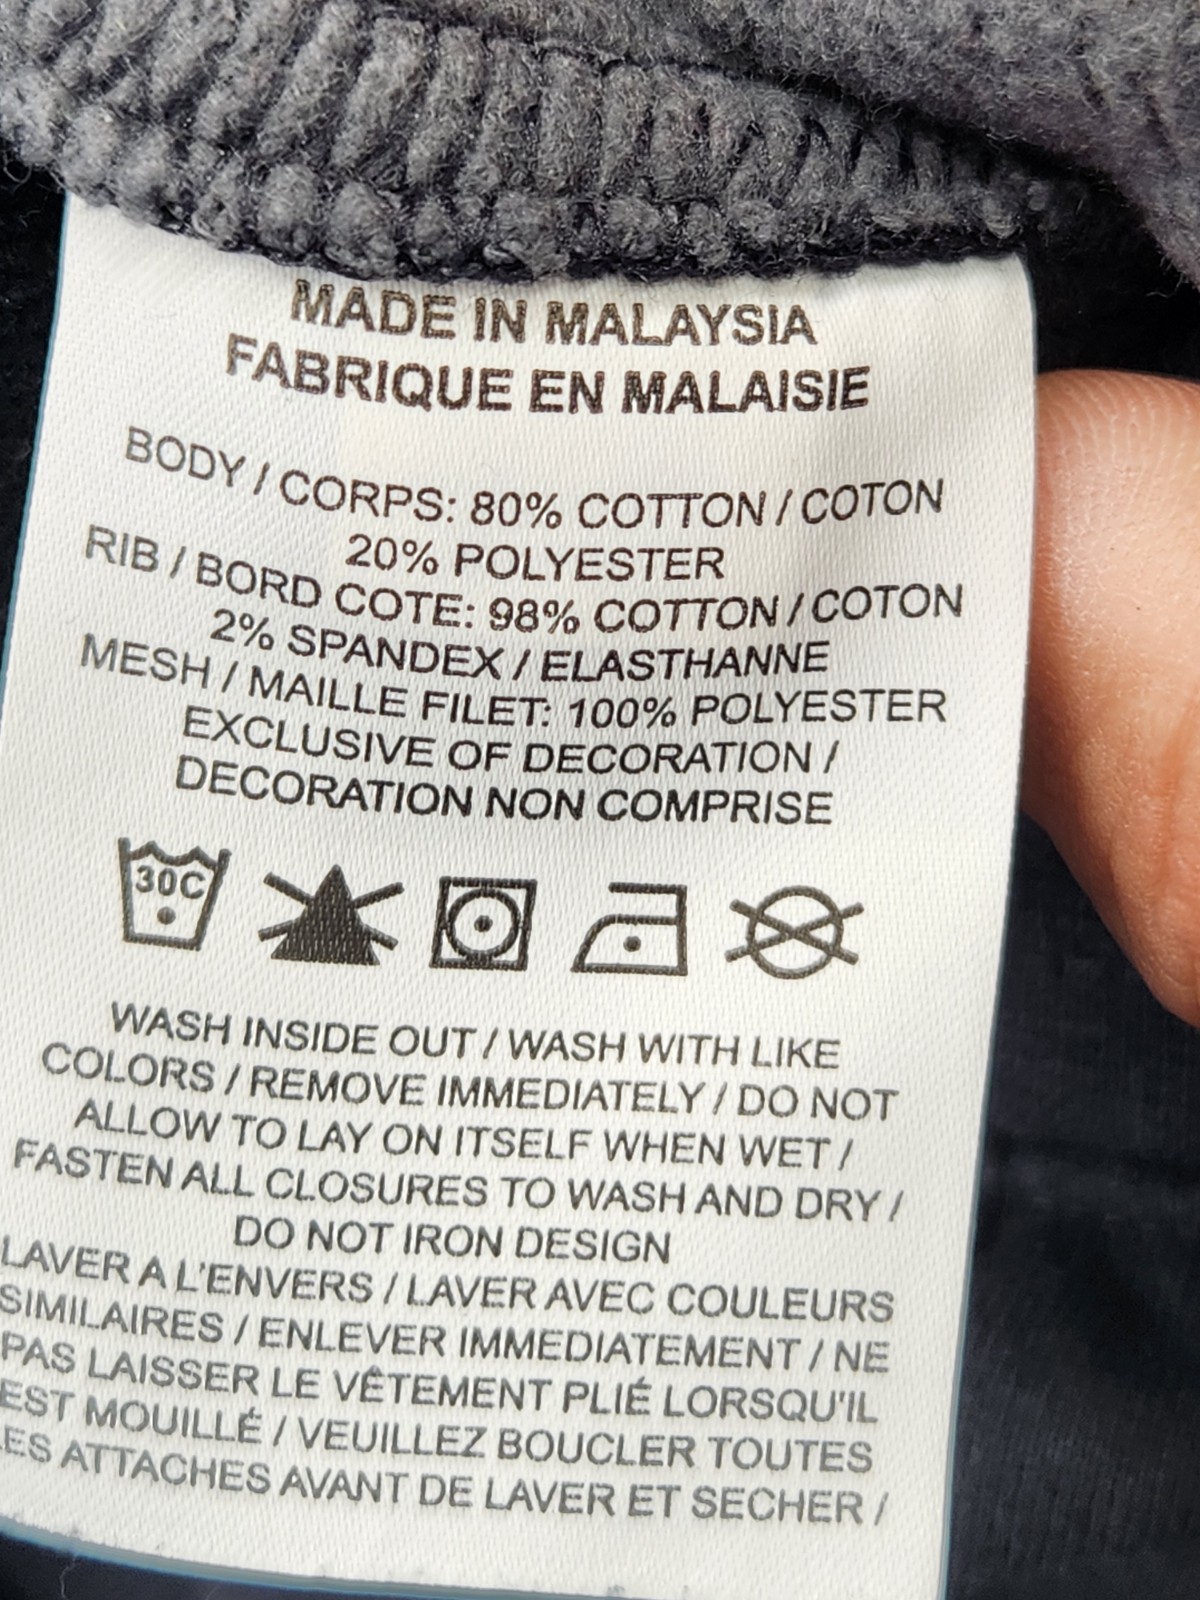 MADE IN MALAYSIA
FABRIQUE EN MALAISIE
BODY / CORPS: 80% COTTON / COTON
20% POLYESTER
RIB / BORD COTE: 98% COTTON / COTON
2% SPANDEX / ELASTHANNE
MESH / MAILLE FILET: 100% POLYESTER
EXCLUSIVE OF DECORATION /
DECORATION NON COMPRISE
30C
WASH INSIDE OUT / WASH WITH LIKE
COLORS / REMOVE IMMEDIATELY / DO NOT
ALLOW TO LAY ON ITSELF WHEN WET /
FASTEN ALL CLOSURES TO WASH AND DRY /
DO NOT IRON DESIGN
LAVER A L'ENVERS / LAVER AVEC COULEURS
SIMILAIRES / ENLEVER IMMEDIATEMENT / NE
PAS LAISSER LE VÊTEMENT PLIÉ LORSQU'IL
EST MOUILLÉ / VEUILLEZ BOUCLER TOUTES
LES ATTACHES AVANT DE LAVER ET SECHER /